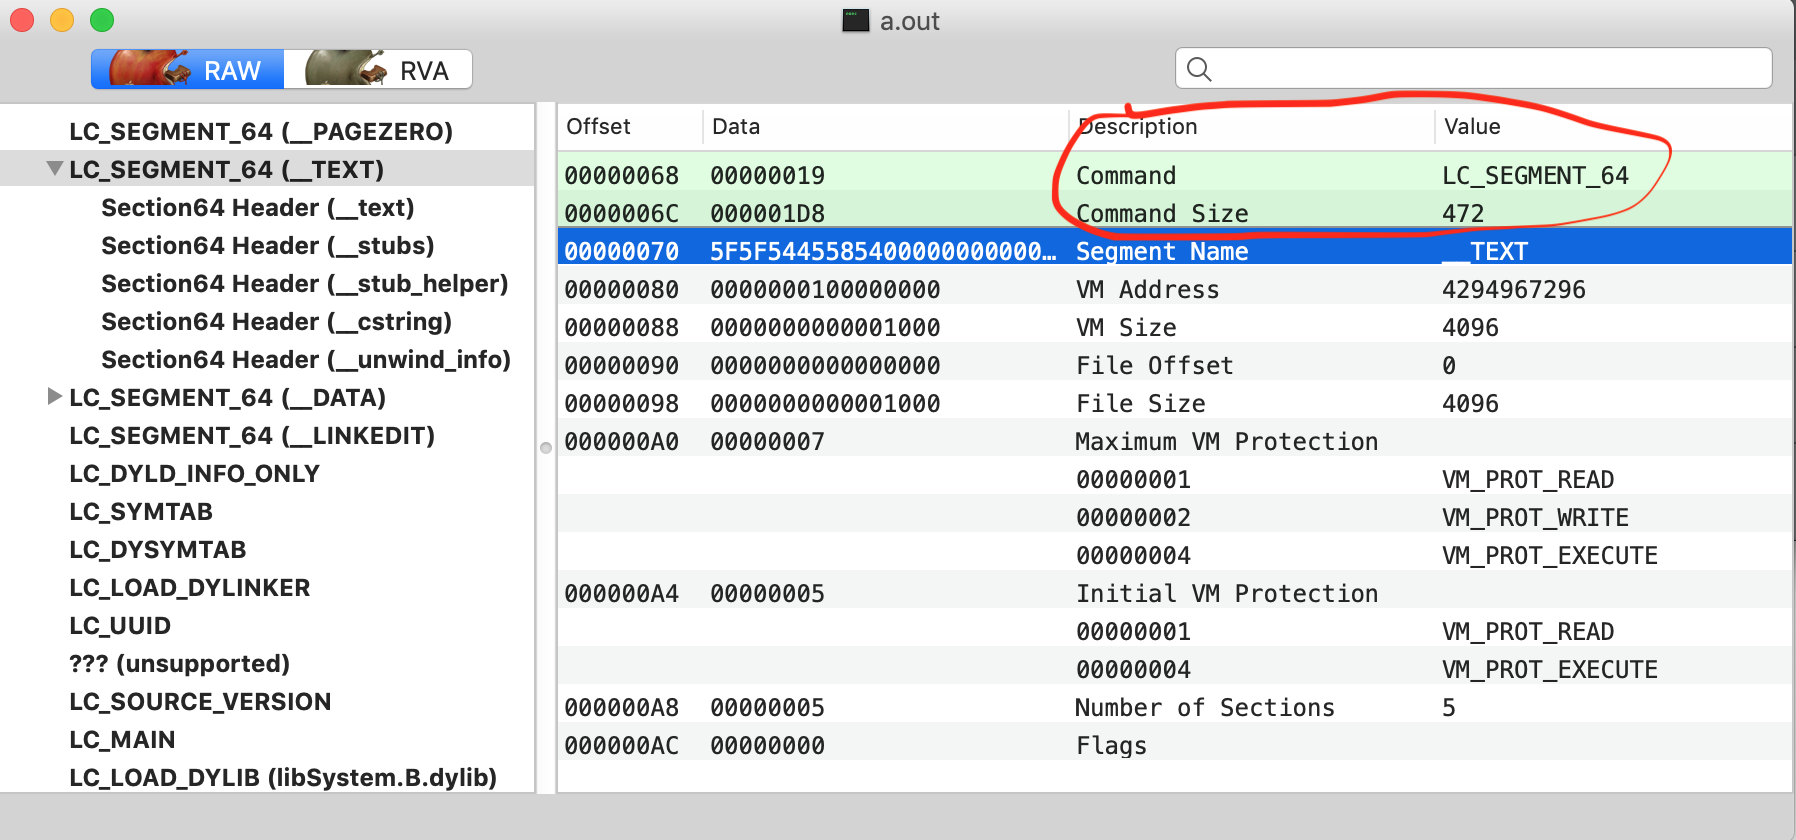 a.out
RAW RVA
LC_SEGMENT_64 (__PAGEZERO)
LC_SEGMENT_64 (__TEXT)
Section64 Header (__text)
Section64 Header (__stubs)
Section64 Header (__stub_helper)
Section64 Header (__cstring)
Section64 Header (__unwind_info)
LC_SEGMENT_64 (__DATA)
LC_SEGMENT_64 (__LINKEDIT)
LC_DYLD_INFO_ONLY
LC_SYMTAB
LC_DYSYMTAB
LC_LOAD_DYLINKER
LC_UUID
??? (unsupported)
LC_SOURCE_VERSION
LC_MAIN
LC_LOAD_DYLIB (libSystem.B.dylib)
Offset Data Description Value
00000068 00000019 Command LC_SEGMENT_64
0000006C 000001D8 Command Size 472
00000070 5F5F5445585400000000000… Segment Name __TEXT
00000080 0000000100000000 VM Address 4294967296
00000088 0000000000001000 VM Size 4096
00000090 0000000000000000 File Offset 0
00000098 0000000000001000 File Size 4096
000000A0 00000007 Maximum VM Protection
00000001 VM_PROT_READ
00000002 VM_PROT_WRITE
00000004 VM_PROT_EXECUTE
000000A4 00000005 Initial VM Protection
00000001 VM_PROT_READ
00000004 VM_PROT_EXECUTE
000000A8 00000005 Number of Sections 5
000000AC 00000000 Flags